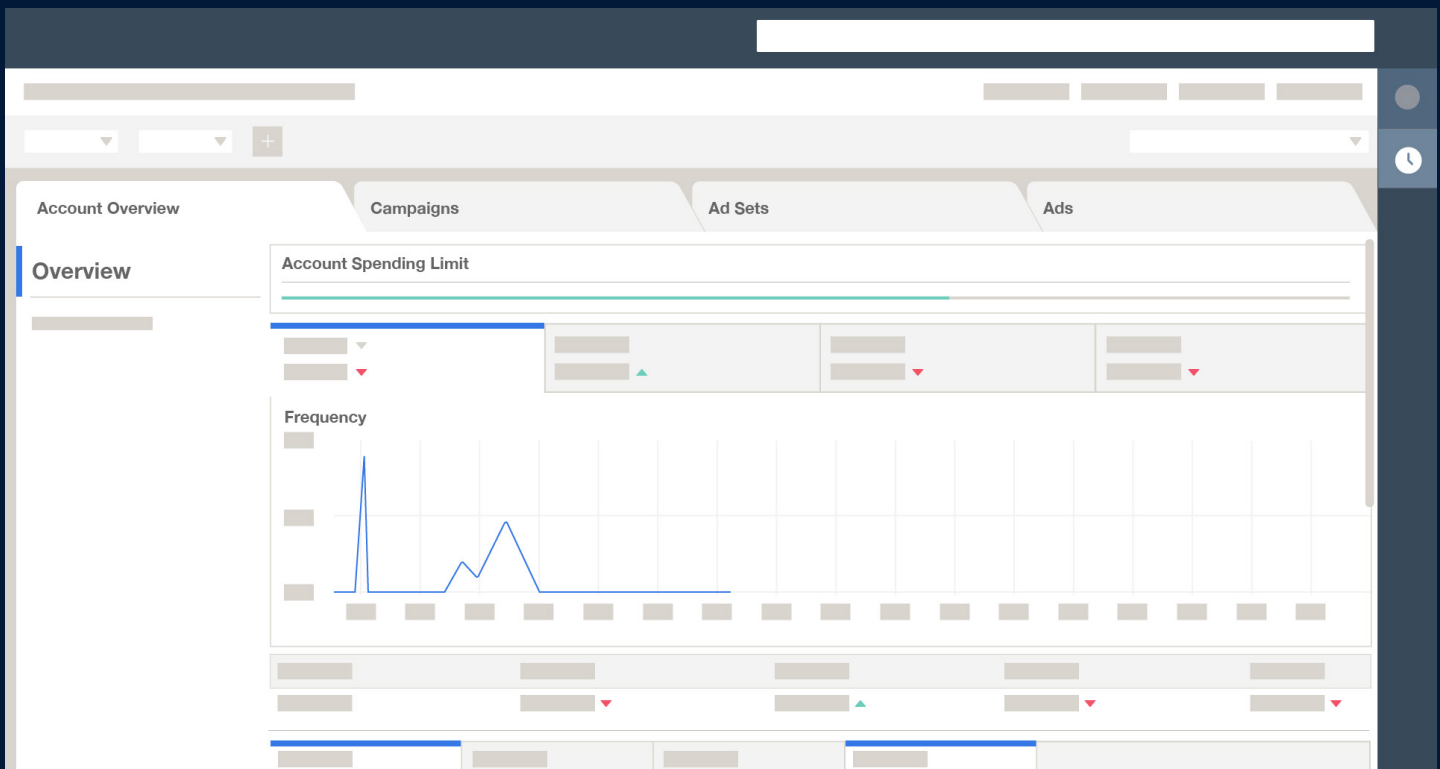 Account Overview
Campaigns
Ad Sets
Ads
Overview
Account Spending Limit
Frequency